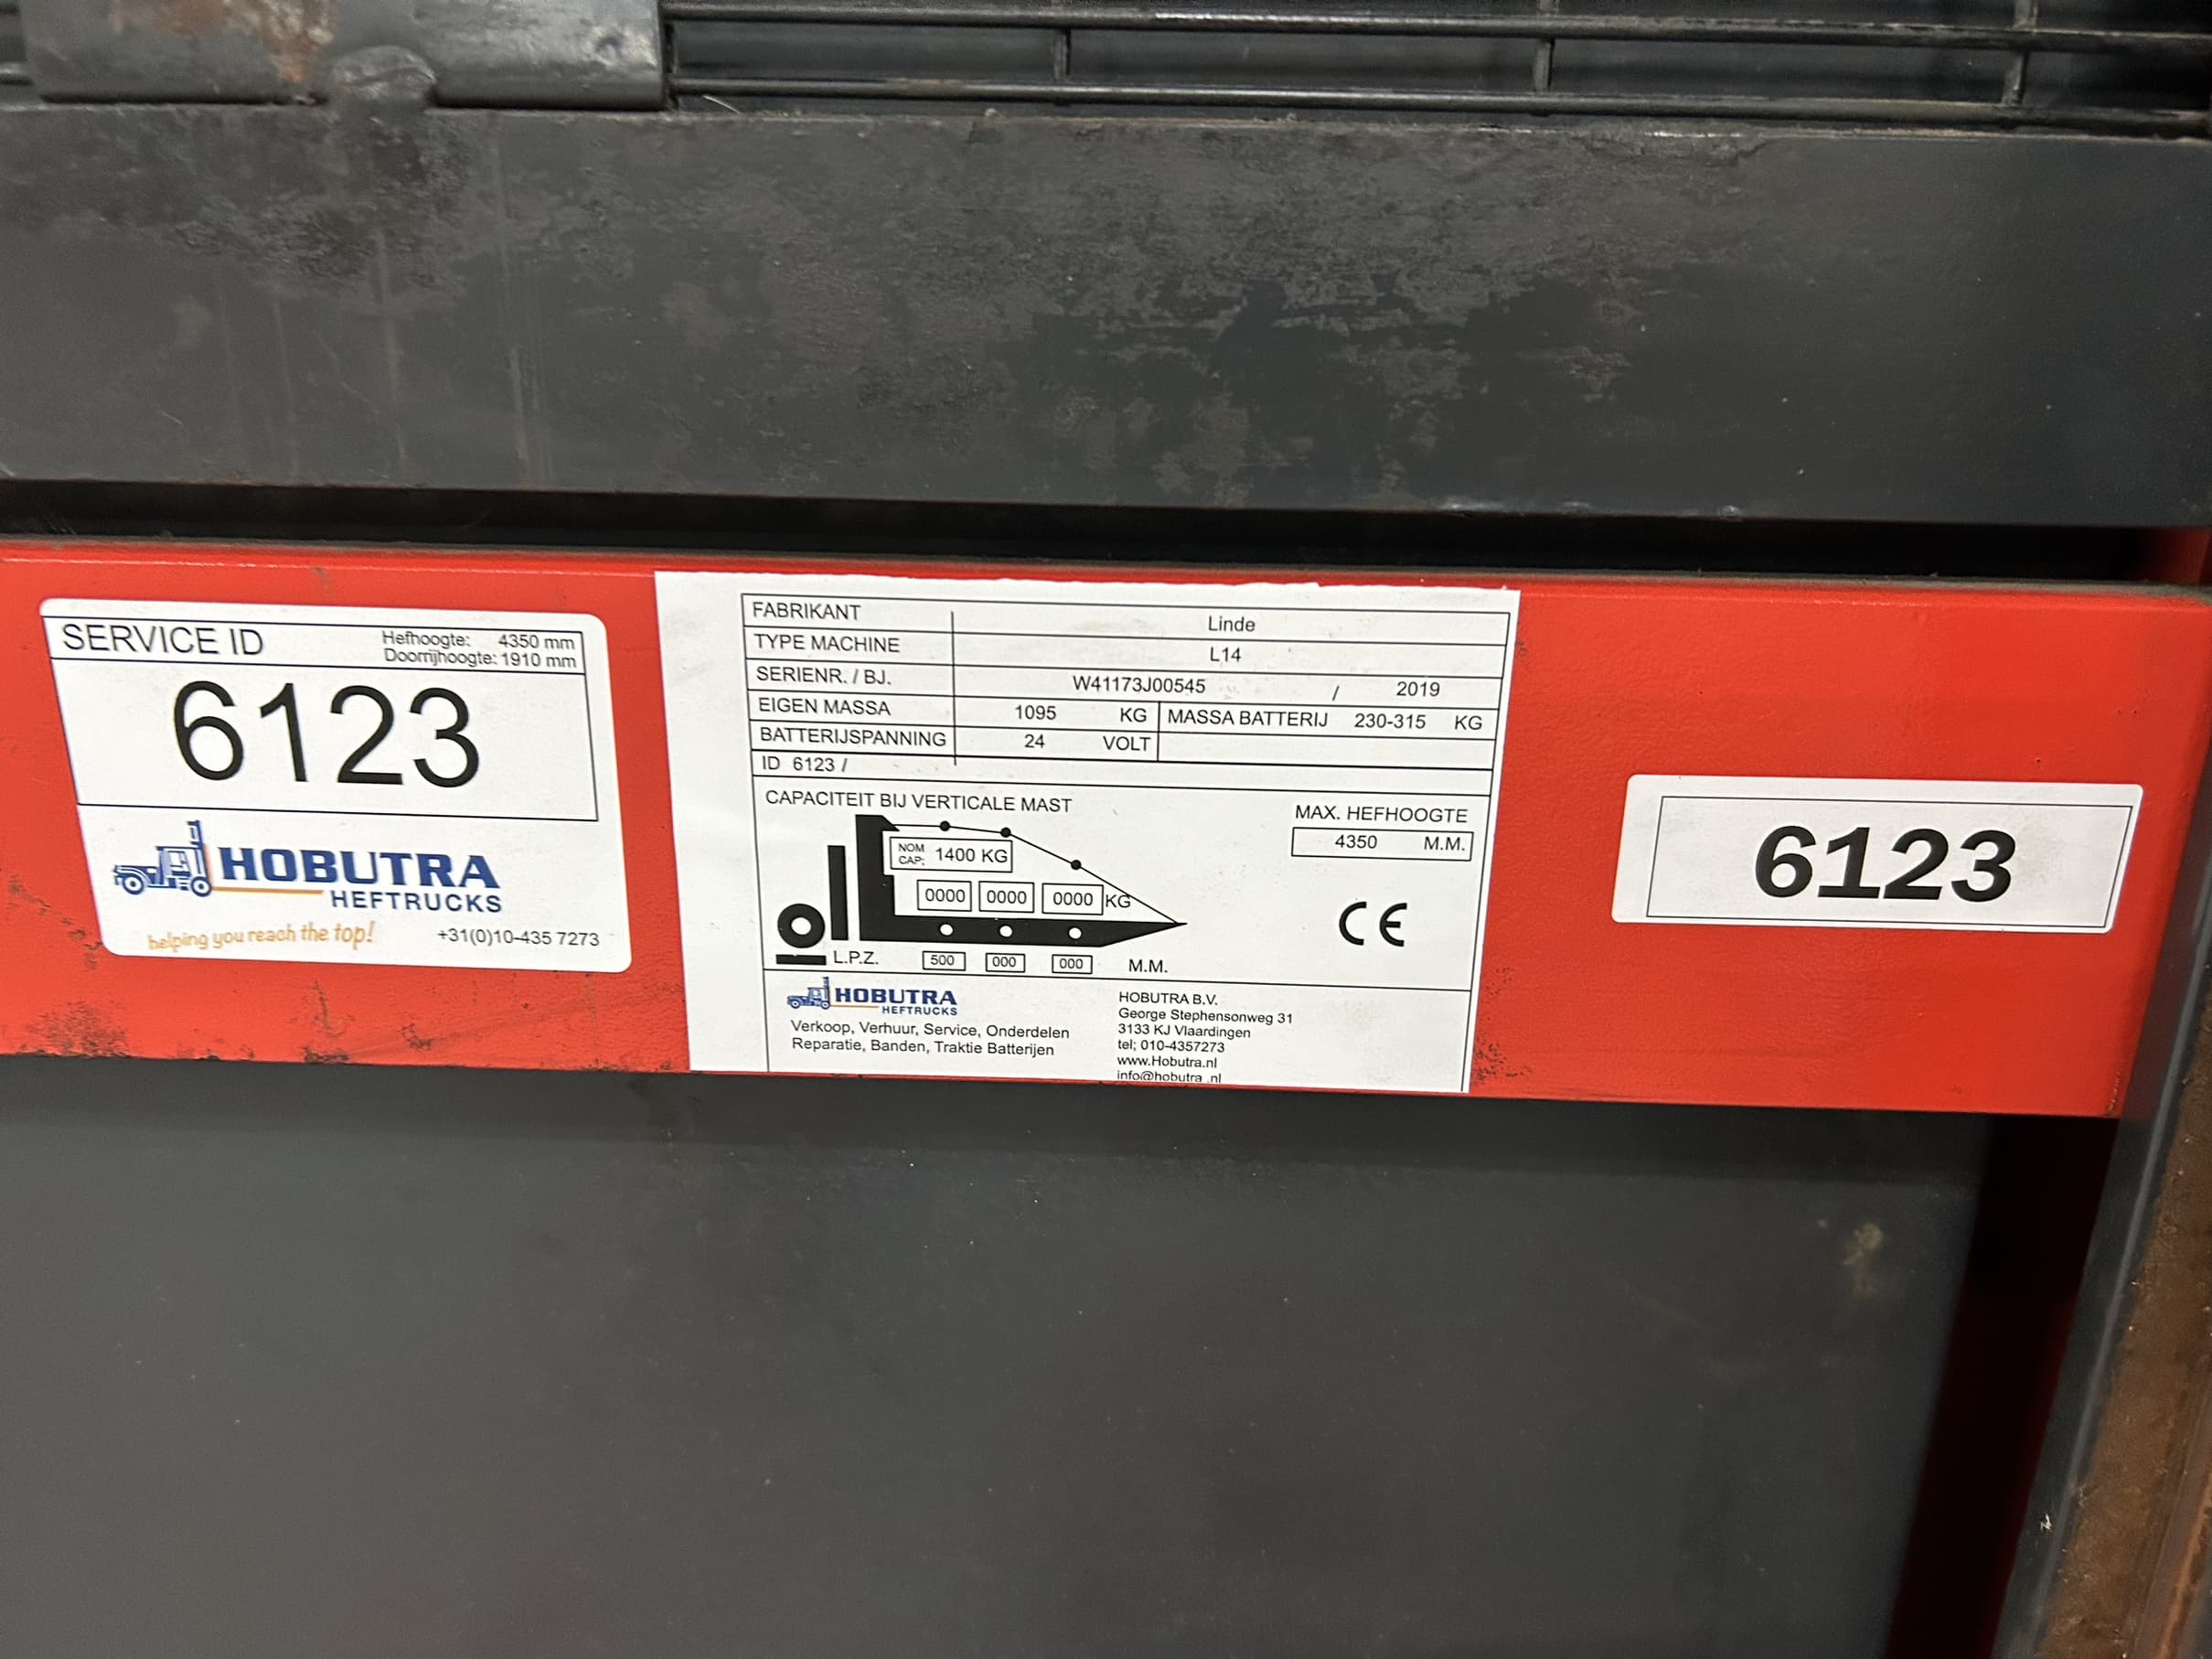 SERVICE ID Hefhoogte: 4350 mm
Doorrijhoogte: 1910 mm
6123
HOBUTRA
HEFTRUCKS
helping you reach the top! +31(0)10-435 7273
FABRIKANT Linde
TYPE MACHINE L14
SERIENR. / BJ. W41173J00545 / 2019
EIGEN MASSA 1095 KG MASSA BATTERIJ 230-315 KG
BATTERIJSPANNING 24 VOLT
ID 6123 /
CAPACITEIT BIJ VERTICALE MAST
MAX. HEFHOOGTE
4350 M.M.
NOM
CAP; 1400 KG
0000 0000 0000 KG
L.P.Z. 500 000 000 M.M.
CE
HOBUTRA
HEFTRUCKS
Verkoop, Verhuur, Service, Onderdelen
Reparatie, Banden, Traktie Batterijen
HOBUTRA B.V.
George Stephensonweg 31
3133 KJ Vlaardingen
tel; 010-4357273
www.Hobutra.nl
info@hobutra .nl
6123